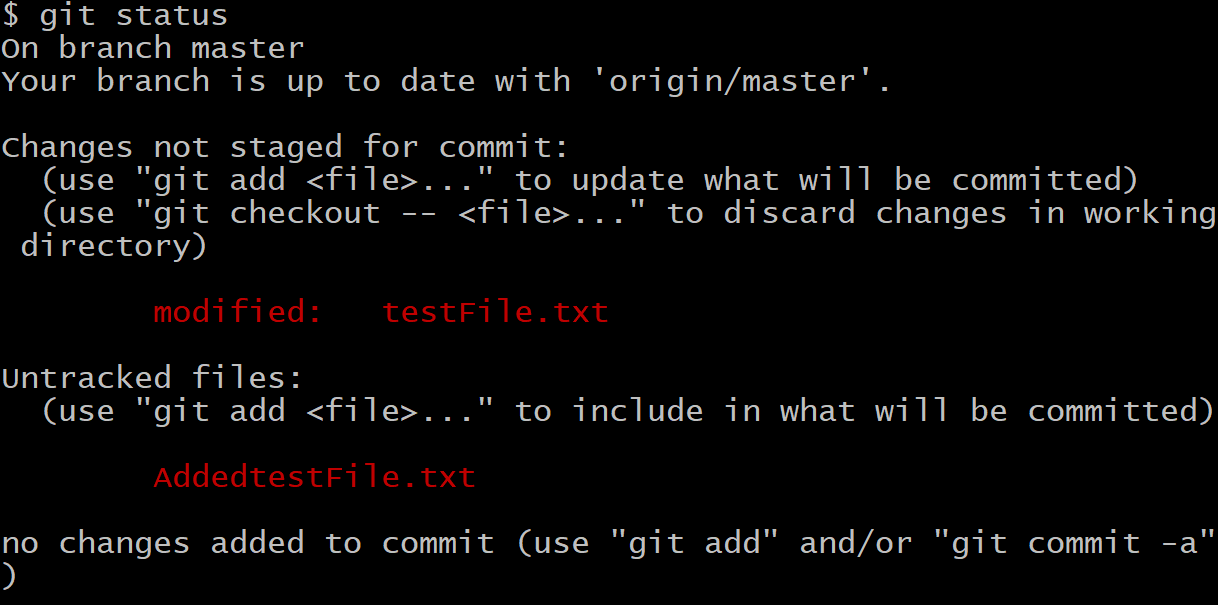 $ git status
On branch master
Your branch is up to date with 'origin/master'.
Changes not staged for commit:
  (use "git add <file>..." to update what will be committed)
  (use "git checkout -- <file>..." to discard changes in working
 directory)
        modified:   testFile.txt
Untracked files:
  (use "git add <file>..." to include in what will be committed)
        AddedtestFile.txt
no changes added to commit (use "git add" and/or "git commit -a"
)